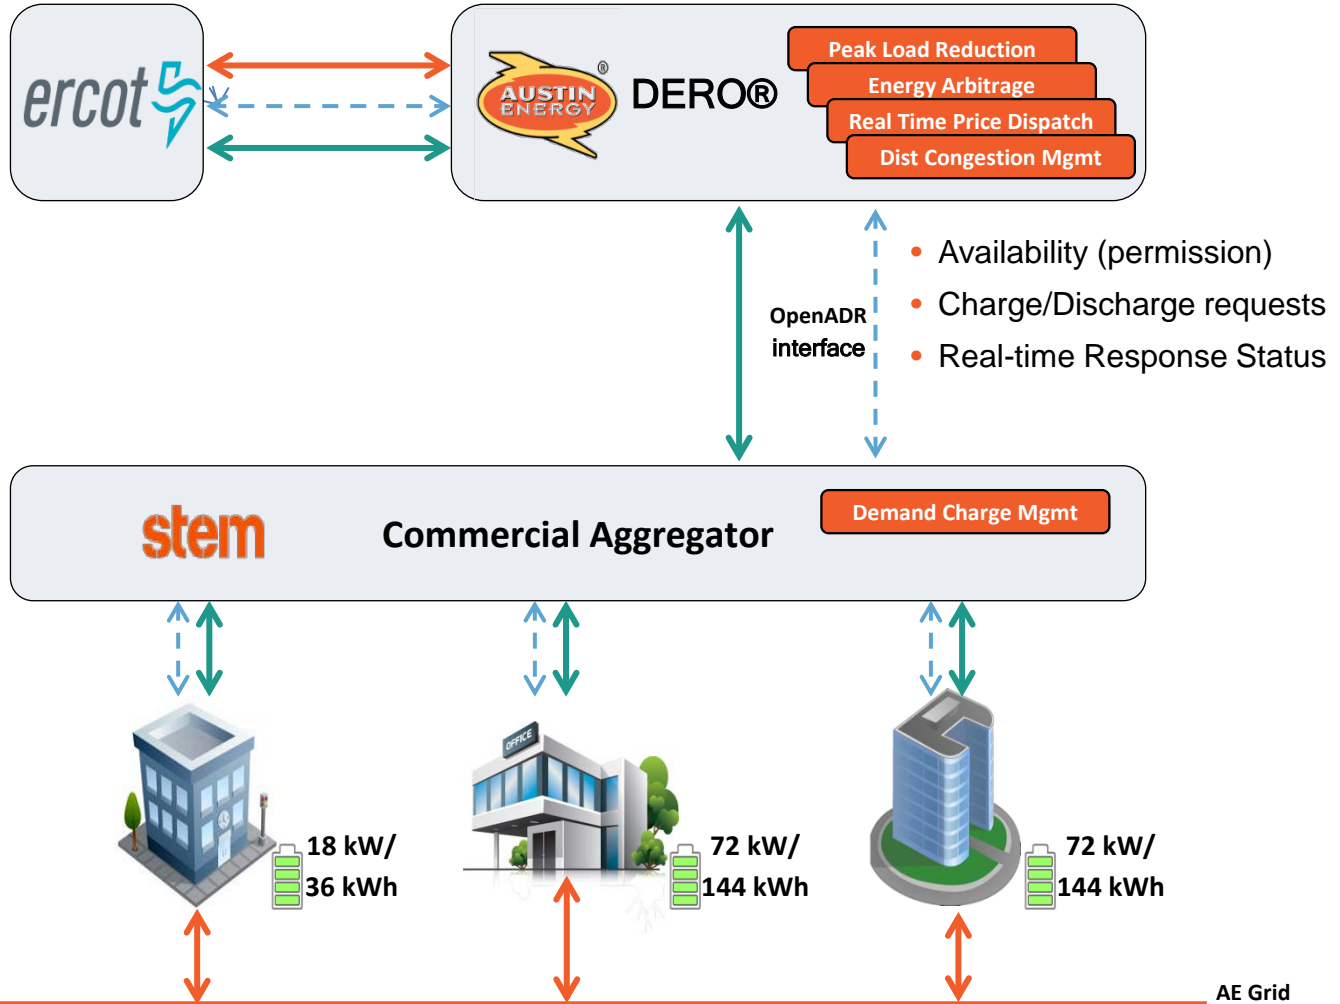 ercot
AUSTIN
ENERGY
®
DERO®
Peak Load Reduction
Energy Arbitrage
Real Time Price Dispatch
Dist Congestion Mgmt
• Availability (permission)
• Charge/Discharge requests
• Real-time Response Status
OpenADR
interface
stem
Commercial Aggregator
Demand Charge Mgmt
OFFICE
18 kW/
36 kWh
72 kW/
144 kWh
72 kW/
144 kWh
AE Grid